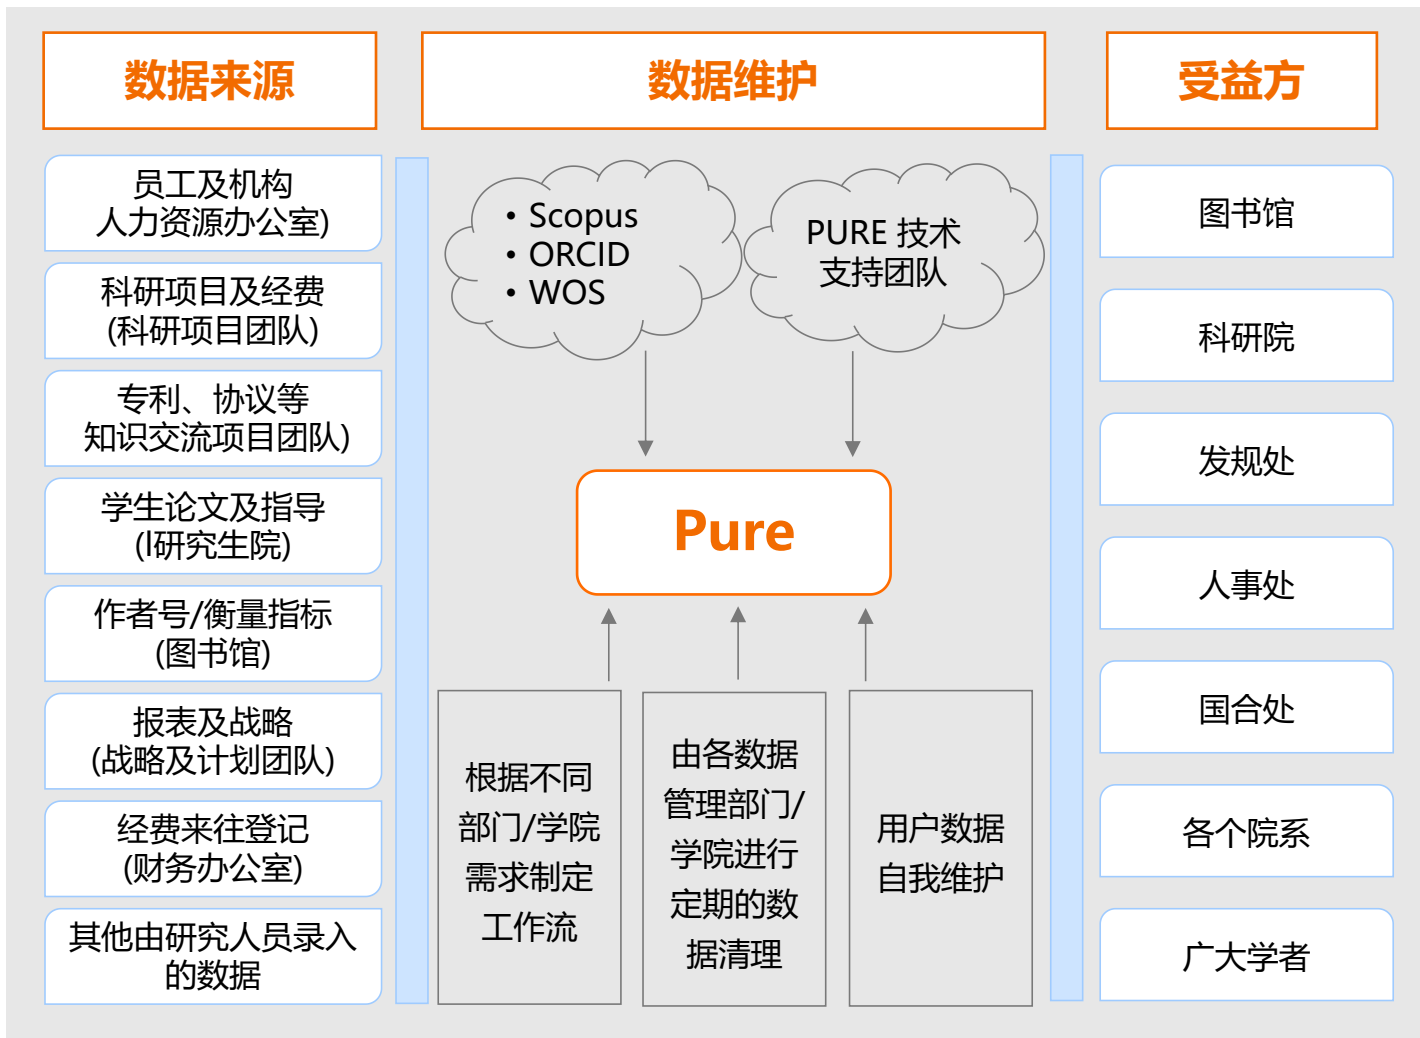 数据来源
数据维护
受益方
员工及机构
人力资源办公室)
科研项目及经费
(科研项目团队)
专利、协议等
知识交流项目团队)
学生论文及指导
(l研究生院)
作者号/衡量指标
(图书馆)
报表及战略
(战略及计划团队)
经费来往登记
(财务办公室)
其他由研究人员录入
的数据
• Scopus
• ORCID
• WOS
PURE 技术
支持团队
Pure
根据不同
部门/学院
需求制定
工作流
由各数据
管理部门/
学院进行
定期的数
据清理
用户数据
自我维护
图书馆
科研院
发规处
人事处
国合处
各个院系
广大学者